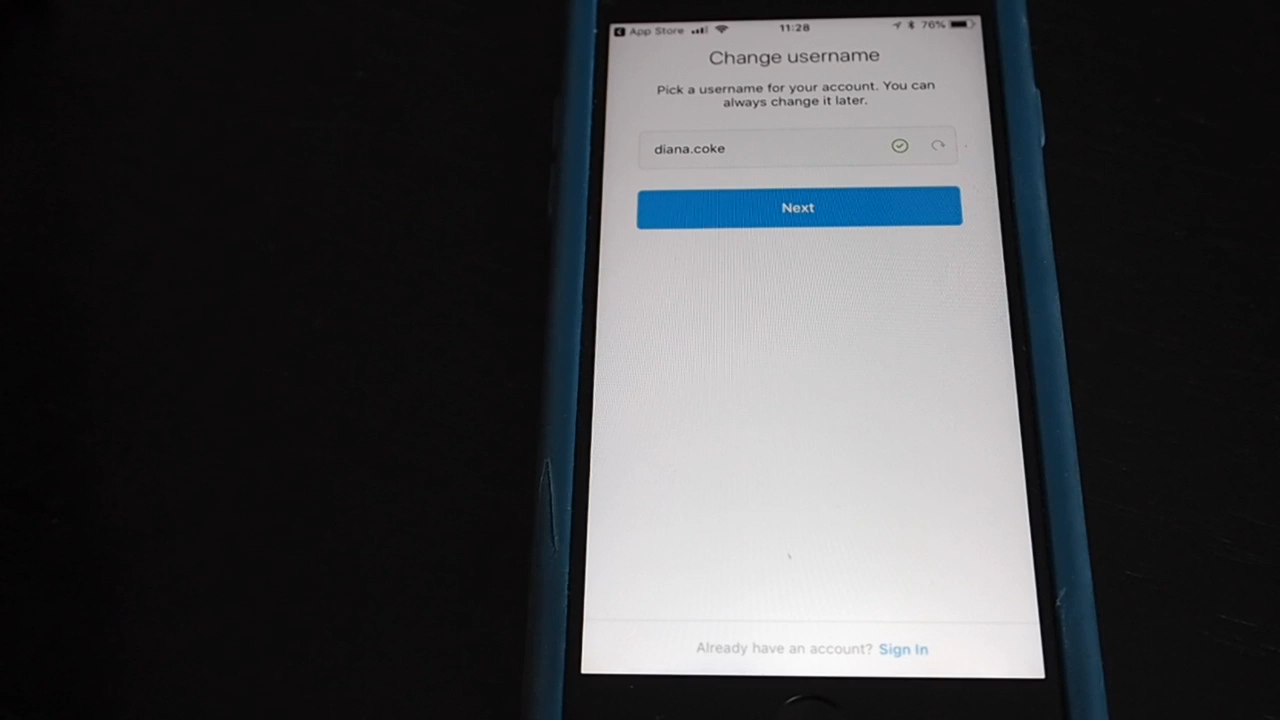 App Store 11:28 76%
Change username
Pick a username for your account. You can
always change it later.
diana.coke
Next
Already have an account? Sign In